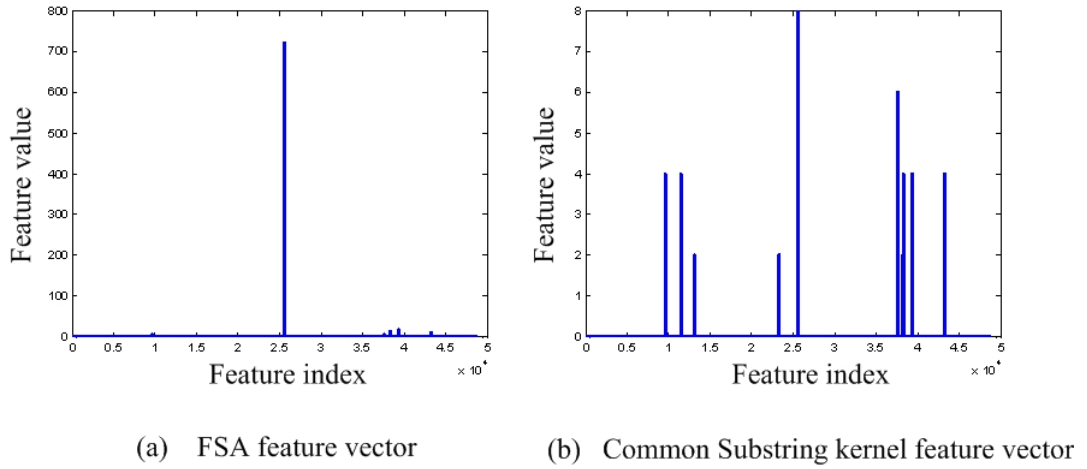 800
700
600
500
400
300
200
100
0
Feature value
0 0.5 1 1.5 2 2.5 3 3.5 4 4.5 5
× 10⁴
Feature index
(a) FSA feature vector
8
7
6
5
4
3
2
1
0
Feature value
0 0.5 1 1.5 2 2.5 3 3.5 4 4.5 5
× 10⁴
Feature index
(b) Common Substring kernel feature vector